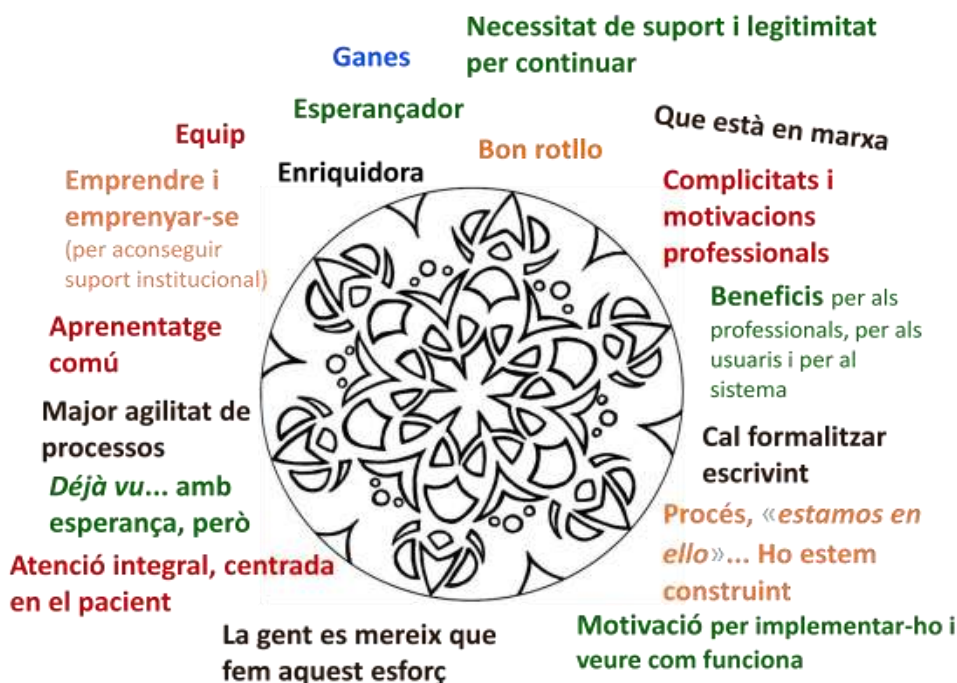 Necessitat de suport i legitimitat
per continuar
Ganes
Esperançador
Equip
Que està en marxa
Bon rotllo
Enriquidora
Emprendre i
emprenyar-se
(per aconseguir
suport institucional)
Complicitats i
motivacions
professionals
Beneficis per als
professionals, per als
usuaris i per al
sistema
Aprenentatge
comú
Major agilitat de
processos
Cal formalitzar
escrivint
Déjà vu... amb
esperança, però
Procés, «estamos en
ello»... Ho estem
construint
Atenció integral, centrada
en el pacient
La gent es mereix que
fem aquest esforç
Motivació per implementar-ho i
veure com funciona